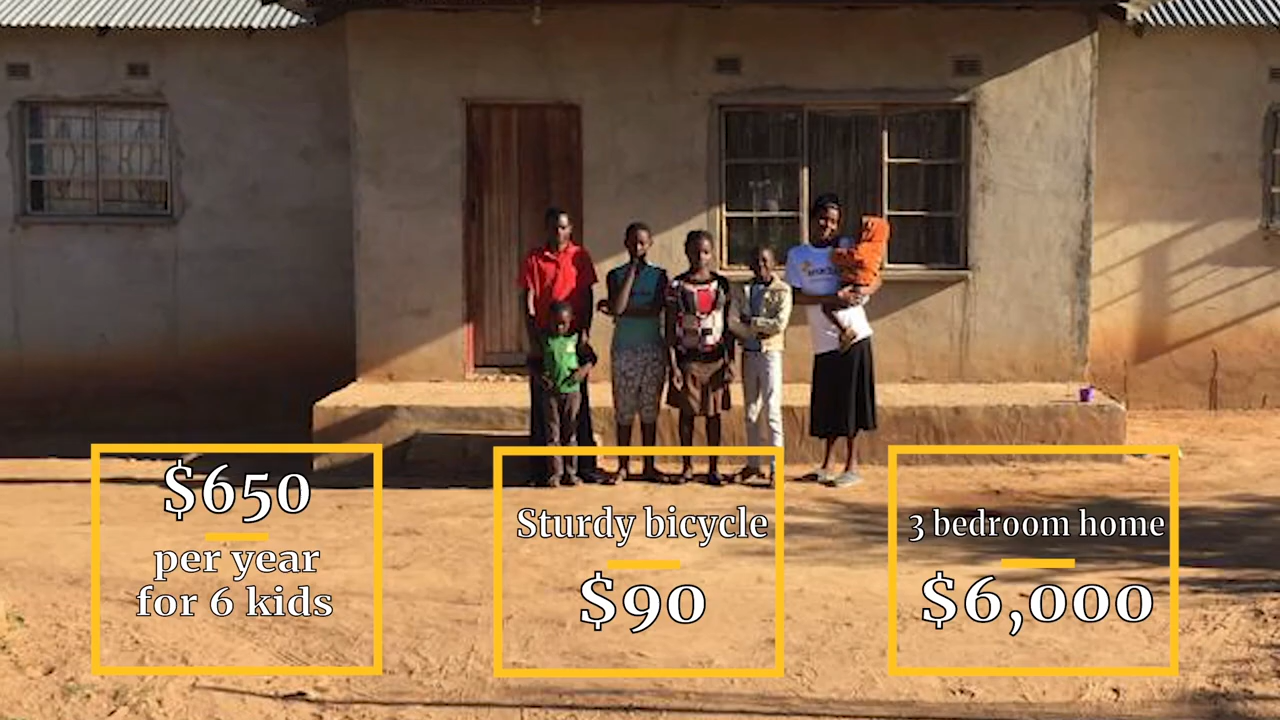 $650
per year
for 6 kids
Sturdy bicycle
$90
3 bedroom home
$6,000